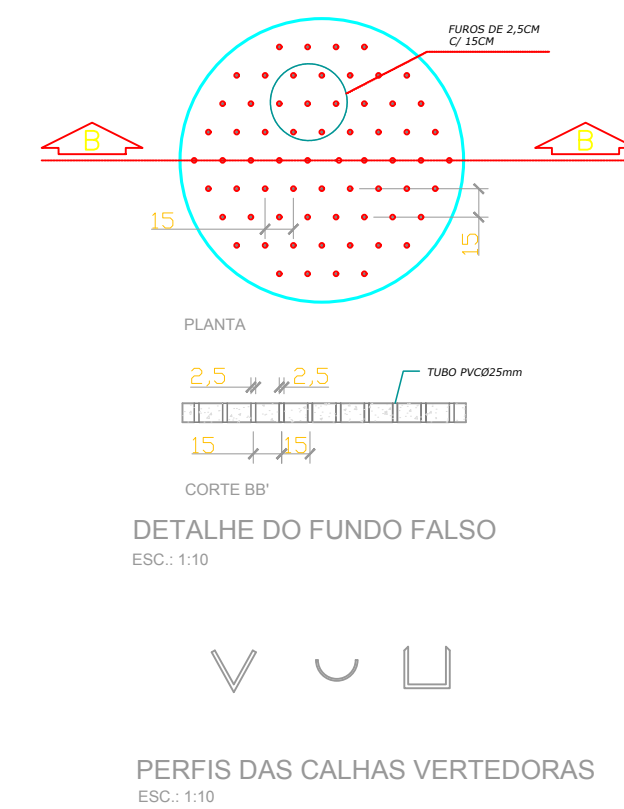 FUROS DE 2,5CM
C/ 15CM
B B
15
15
PLANTA
2,5 2,5
TUBO PVCØ25mm
15 15
CORTE BB'
DETALHE DO FUNDO FALSO
ESC.: 1:10
PERFIS DAS CALHAS VERTEDORAS
ESC.: 1:10